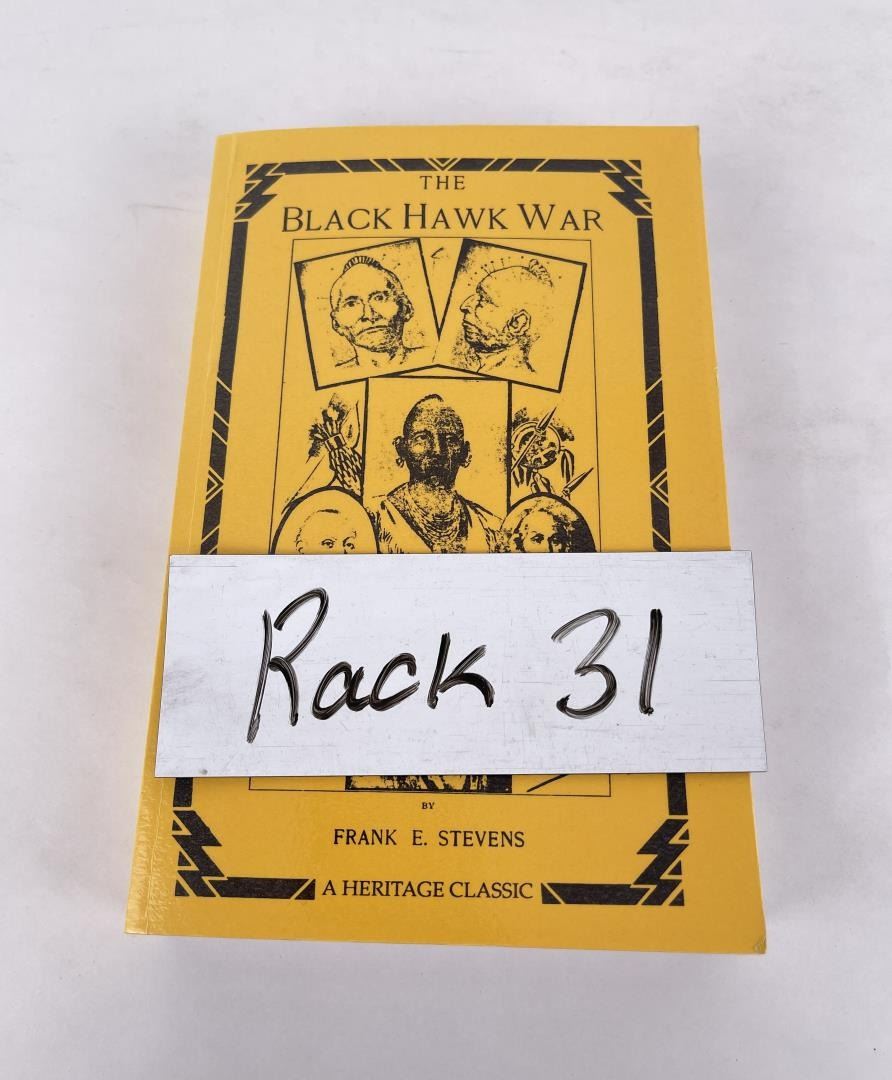 THE
BLACK HAWK WAR
Rack 31
BY
FRANK E. STEVENS
A HERITAGE CLASSIC